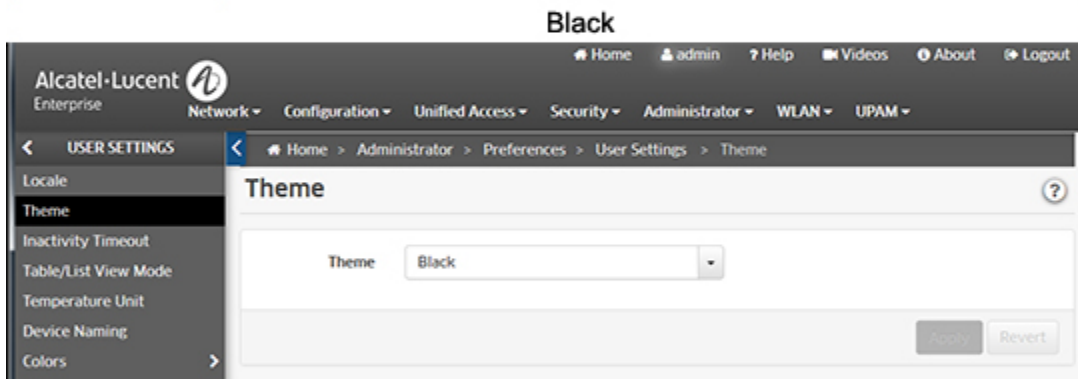 Black
Home admin ? Help Videos About Logout
Alcatel·Lucent
Enterprise
Network Configuration Unified Access Security Administrator WLAN UPAM
USER SETTINGS
Home > Administrator > Preferences > User Settings > Theme
Locale
Theme
Inactivity Timeout
Table/List View Mode
Temperature Unit
Device Naming
Colors
Theme
?
Theme Black
Apply Revert